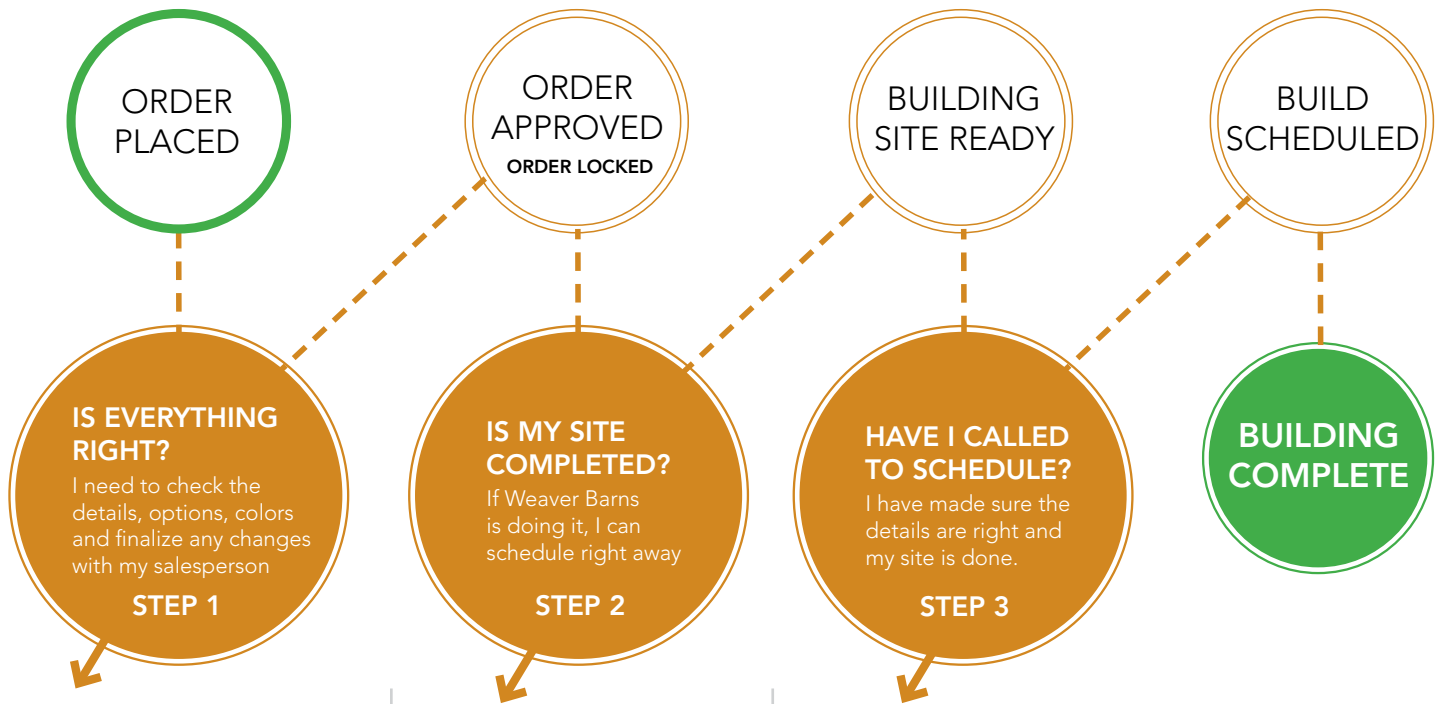 ORDER
PLACED
ORDER
APPROVED
ORDER LOCKED
BUILDING
SITE READY
BUILD
SCHEDULED
IS EVERYTHING
RIGHT?
I need to check the
details, options, colors
and finalize any changes
with my salesperson
STEP 1
IS MY SITE
COMPLETED?
If Weaver Barns
is doing it, I can
schedule right away
STEP 2
HAVE I CALLED
TO SCHEDULE?
I have made sure the
details are right and
my site is done.
STEP 3
BUILDING
COMPLETE